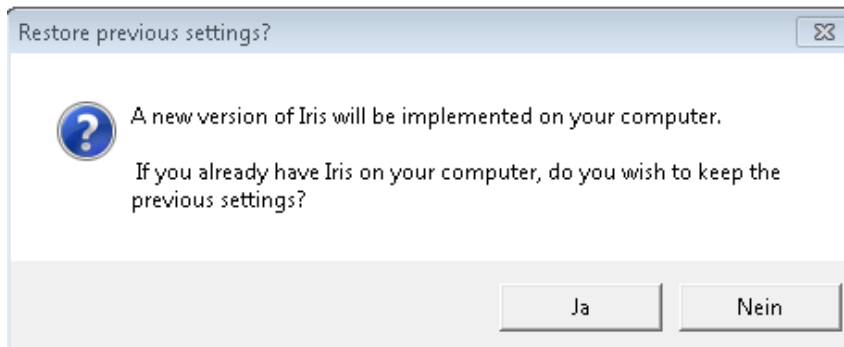 Restore previous settings?
A new version of Iris will be implemented on your computer.
If you already have Iris on your computer, do you wish to keep the
previous settings?
Ja
Nein